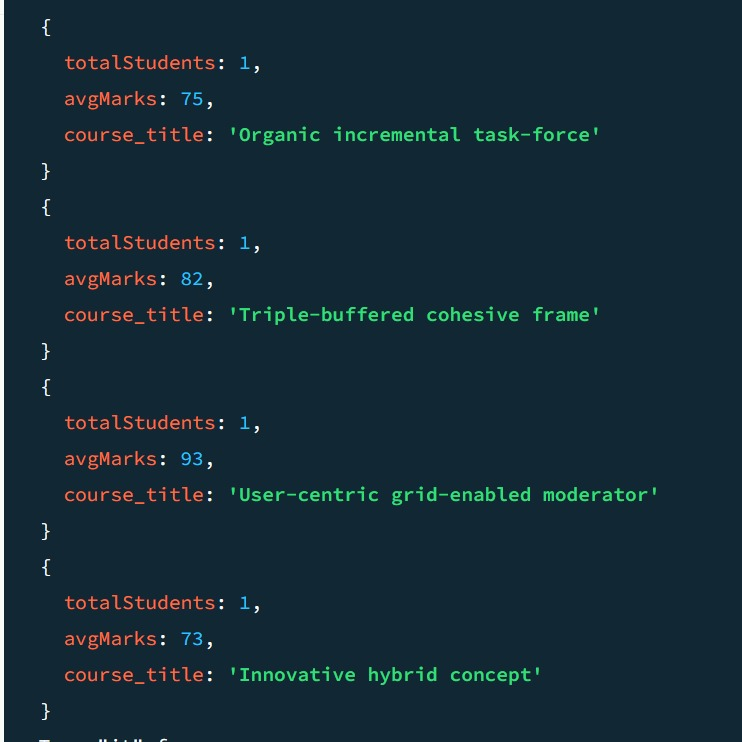 {
totalStudents: 1,
avgMarks: 75,
course_title: 'Organic incremental task-force'
}
{
totalStudents: 1,
avgMarks: 82,
course_title: 'Triple-buffered cohesive frame'
}
{
totalStudents: 1,
avgMarks: 93,
course_title: 'User-centric grid-enabled moderator'
}
{
totalStudents: 1,
avgMarks: 73,
course_title: 'Innovative hybrid concept'
}